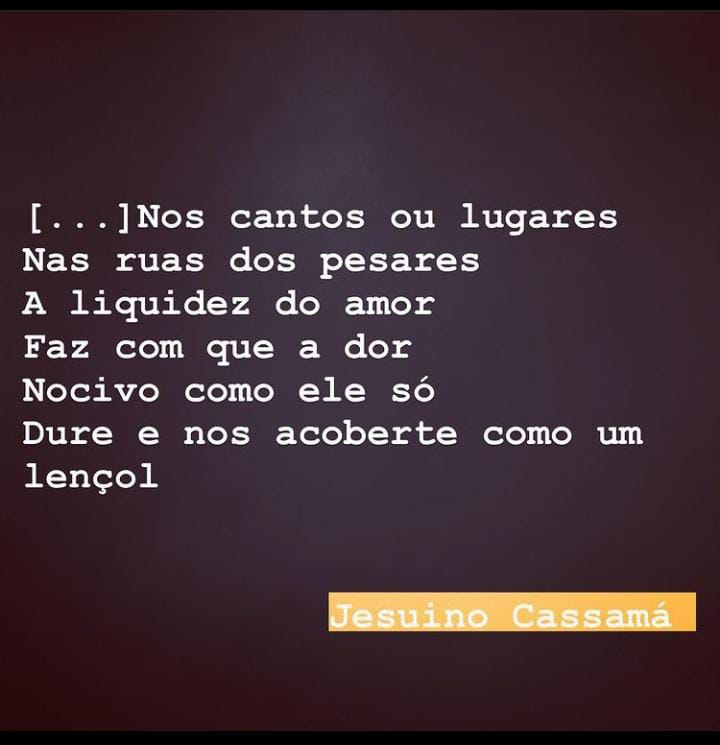 [...]Nos cantos ou lugares
Nas ruas dos pesares
A liquidez do amor
Faz com que a dor
Nocivo como ele só
Dure e nos acoberte como um
lençol
Jesuino Cassamá